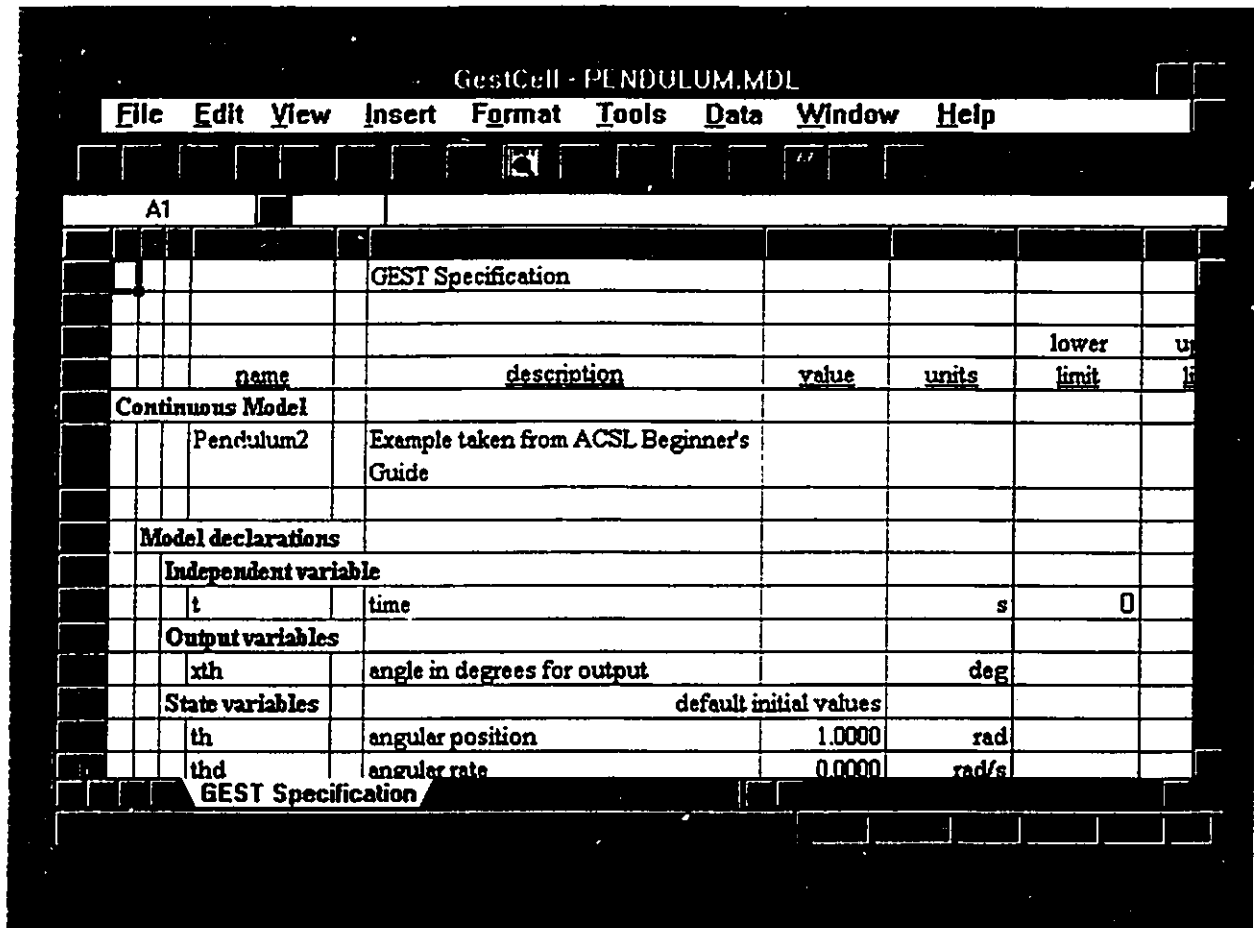 GestCell - PENDULUM.MDL
File Edit View Insert Format Tools Data Window Help
A1
GEST Specification
lower
name description value units limit
Continuous Model
Pendulum2 Example taken from ACSL Beginner's
Guide
Model declarations
Independent variable
t time s 0
Output variables
xth angle in degrees for output deg
State variables default initial values
th angular position 1.0000 rad
thd angular rate 0.0000 rad/s
GEST Specification